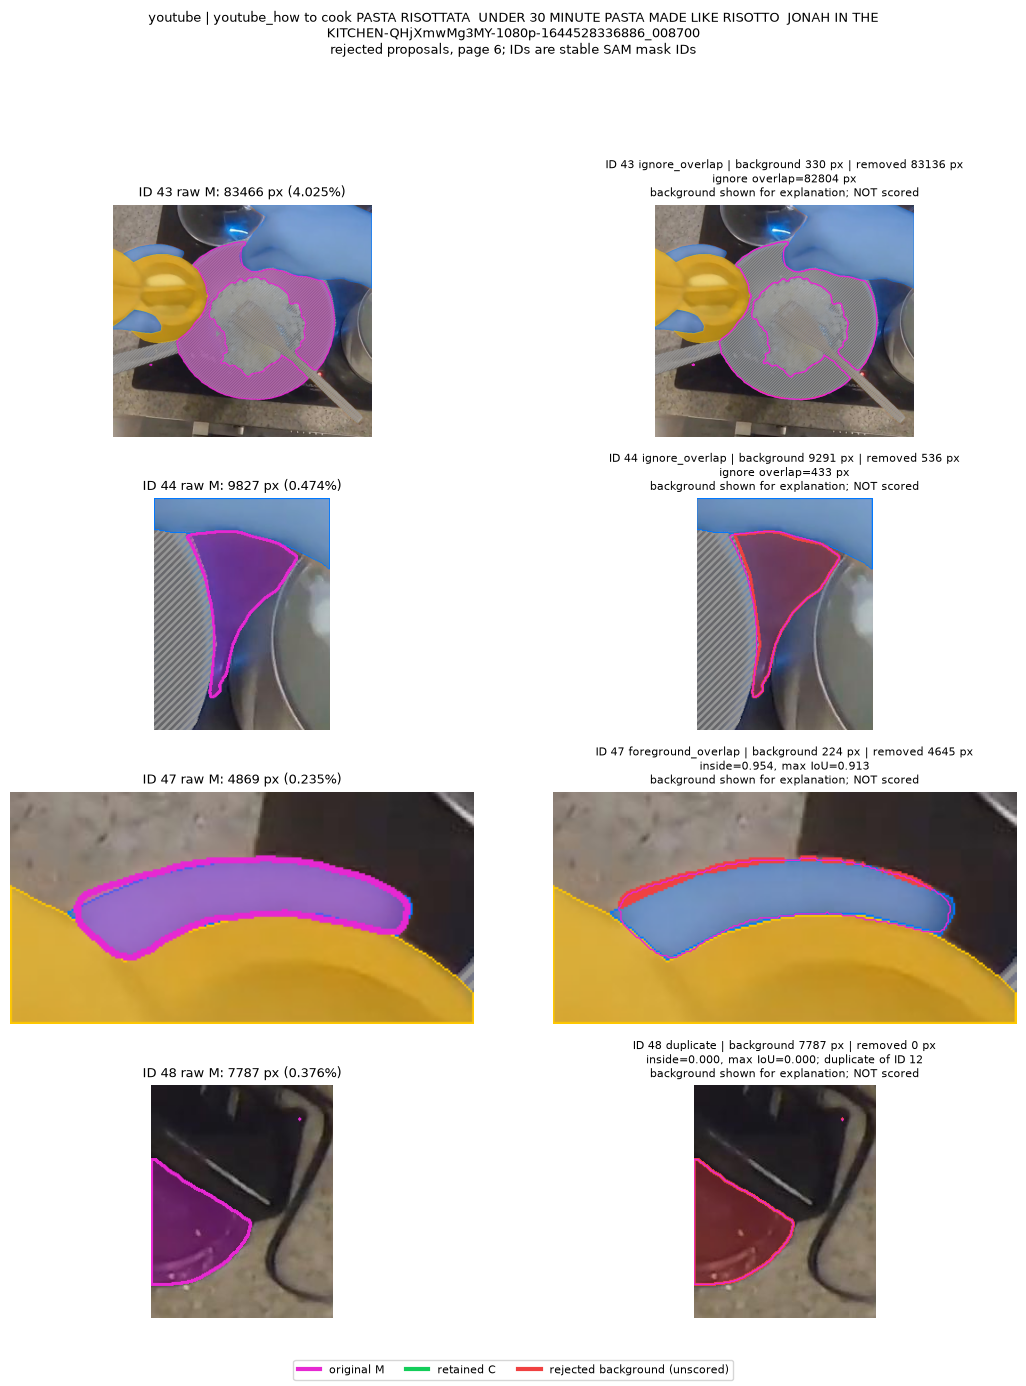 youtube | youtube_how to cook PASTA RISOTTATA  UNDER 30 MINUTE PASTA MADE LIKE RISOTTO  JONAH IN THE
KITCHEN-QHjXmwMg3MY-1080p-1644528336886_008700
rejected proposals, page 6; IDs are stable SAM mask IDs
ID 43 raw M: 83466 px (4.025%)
ID 43 ignore_overlap | background 330 px | removed 83136 px
ignore overlap=82804 px
background shown for explanation; NOT scored
ID 44 raw M: 9827 px (0.474%)
ID 44 ignore_overlap | background 9291 px | removed 536 px
ignore overlap=433 px
background shown for explanation; NOT scored
ID 47 raw M: 4869 px (0.235%)
ID 47 foreground_overlap | background 224 px | removed 4645 px
inside=0.954, max IoU=0.913
background shown for explanation; NOT scored
ID 48 raw M: 7787 px (0.376%)
ID 48 duplicate | background 7787 px | removed 0 px
inside=0.000, max IoU=0.000; duplicate of ID 12
background shown for explanation; NOT scored
original M
retained C
rejected background (unscored)